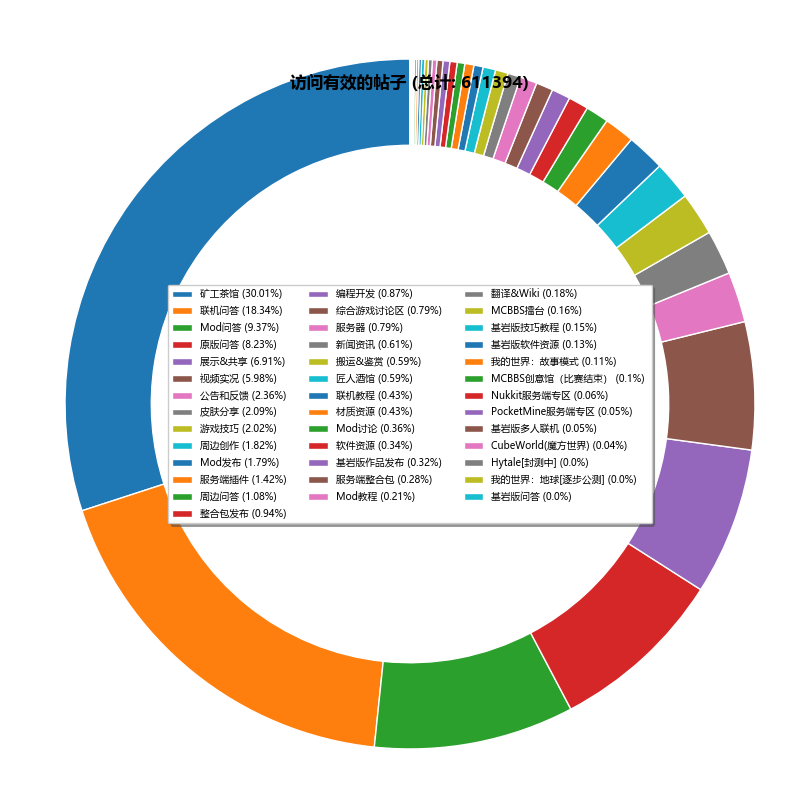 访问有效的帖子 (总计: 611394)
矿工茶馆 (30.01%)
联机问答 (18.34%)
Mod问答 (9.37%)
原版问答 (8.23%)
展示&共享 (6.91%)
视频实况 (5.98%)
公告和反馈 (2.36%)
皮肤分享 (2.09%)
游戏技巧 (2.02%)
周边创作 (1.82%)
Mod发布 (1.79%)
服务端插件 (1.42%)
周边问答 (1.08%)
整合包发布 (0.94%)
编程开发 (0.87%)
综合游戏讨论区 (0.79%)
服务器 (0.79%)
新闻资讯 (0.61%)
搬运&鉴赏 (0.59%)
匠人酒馆 (0.59%)
联机教程 (0.43%)
材质资源 (0.43%)
Mod讨论 (0.36%)
软件资源 (0.34%)
基岩版作品发布 (0.32%)
服务端整合包 (0.28%)
Mod教程 (0.21%)
翻译&Wiki (0.18%)
MCBBS擂台 (0.16%)
基岩版技巧教程 (0.15%)
基岩版软件资源 (0.13%)
我的世界：故事模式 (0.11%)
MCBBS创意馆（比赛结束） (0.1%)
Nukkit服务端专区 (0.06%)
PocketMine服务端专区 (0.05%)
基岩版多人联机 (0.05%)
CubeWorld(魔方世界) (0.04%)
Hytale[封测中] (0.0%)
我的世界：地球[逐步公测] (0.0%)
基岩版问答 (0.0%)